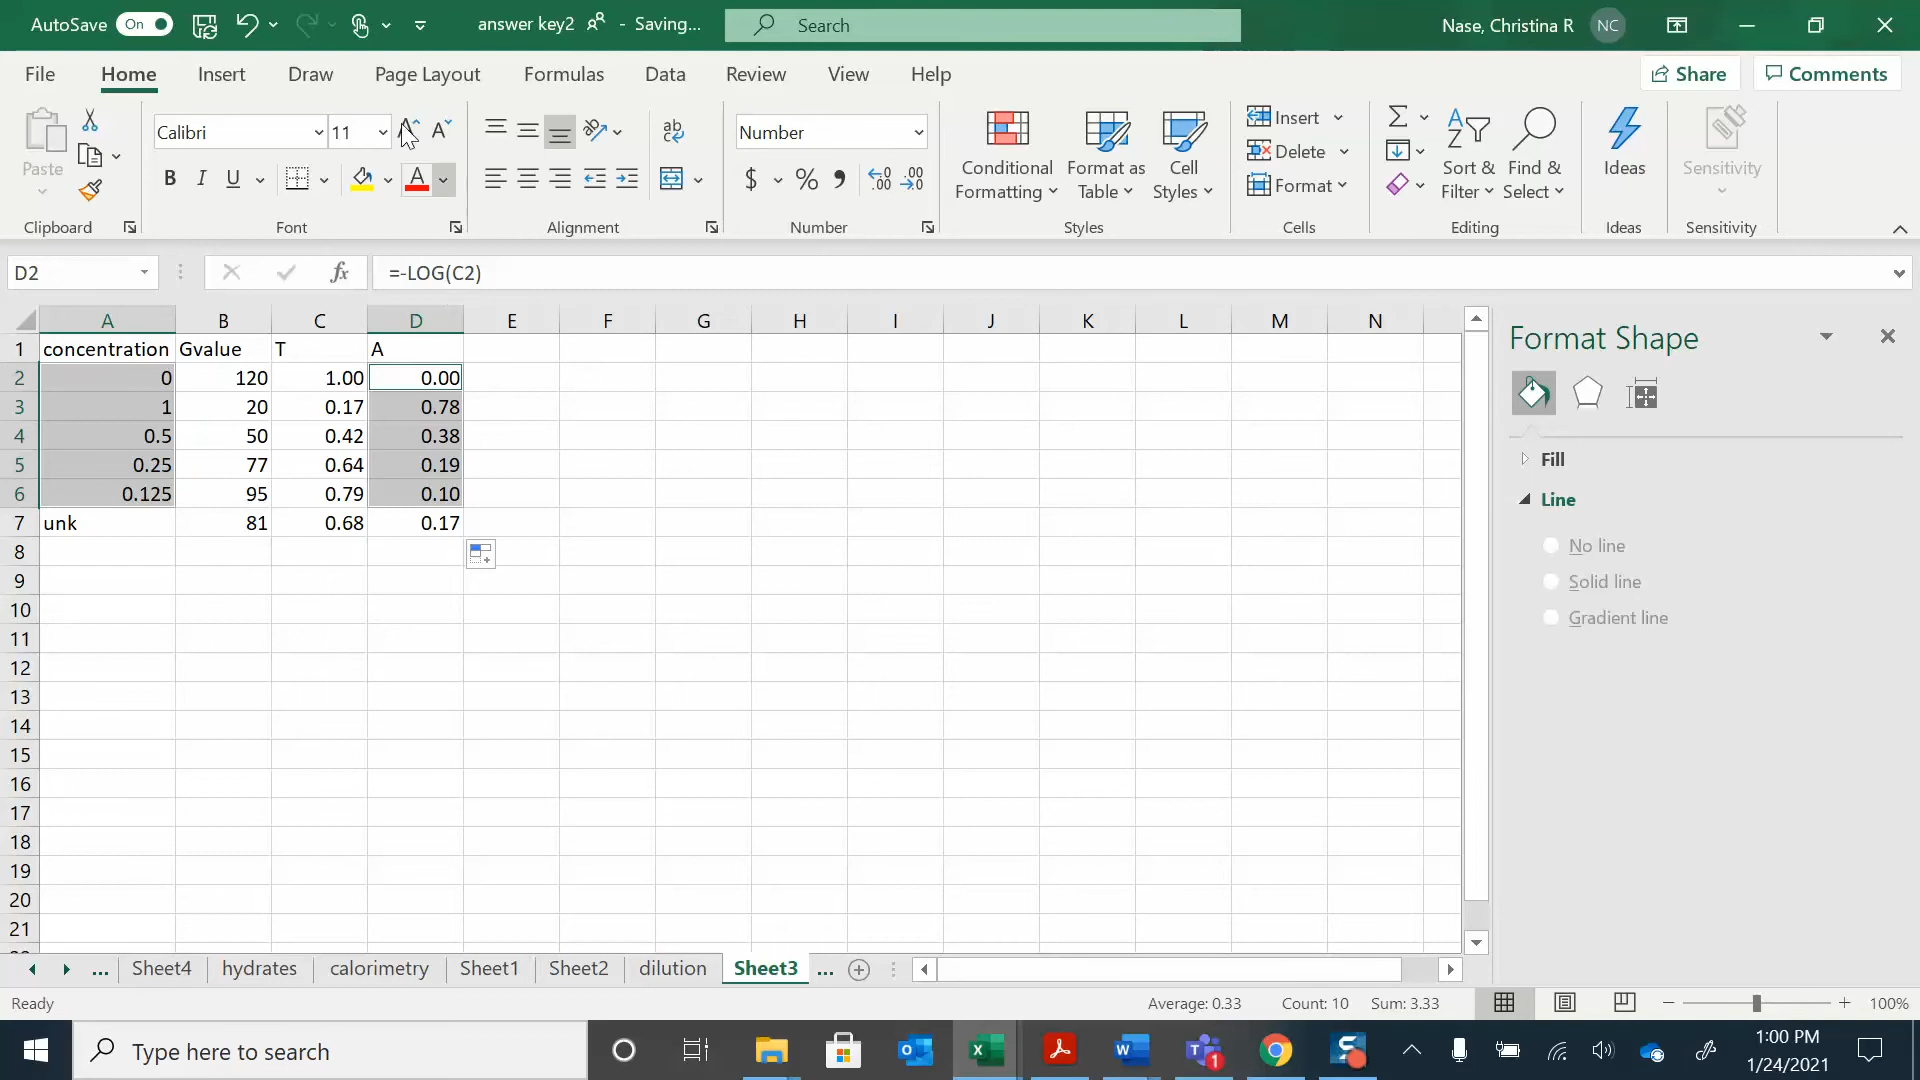 AutoSave On answer key2 - Saving... Search Nase, Christina R NC
File Home Insert Draw Page Layout Formulas Data Review View Help Share Comments
Paste Calibri 11 A A ab Number Conditional Formatting Format as Table Cell Styles Insert Delete Format Sort & Filter Find & Select Ideas Sensitivity
B I U A $ % 9 .00
Clipboard Font Alignment Number Styles Cells Editing Ideas Sensitivity
D2 fx =-LOG(C2)
A B C D E F G H I J K L M N
1 concentration Gvalue T A
2 0 120 1.00 0.00
3 1 20 0.17 0.78
4 0.5 50 0.42 0.38
5 0.25 77 0.64 0.19
6 0.125 95 0.79 0.10
7 unk 81 0.68 0.17
8
9
10
11
12
13
14
15
16
17
18
19
20
21
Format Shape
Fill
Line
No line
Solid line
Gradient line
... Sheet4 hydrates calorimetry Sheet1 Sheet2 dilution Sheet3 ...
Ready Average: 0.33 Count: 10 Sum: 3.33 100%
Type here to search 1:00 PM
1/24/2021